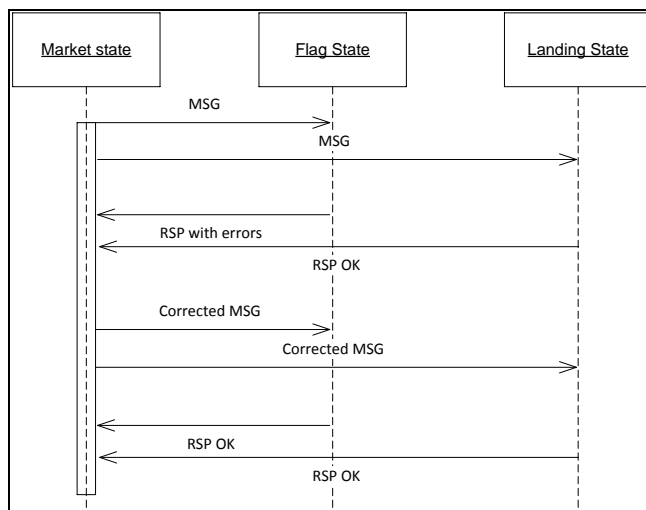 Market state
Flag State
Landing State
MSG
MSG
RSP with errors
RSP OK
Corrected MSG
Corrected MSG
RSP OK
RSP OK